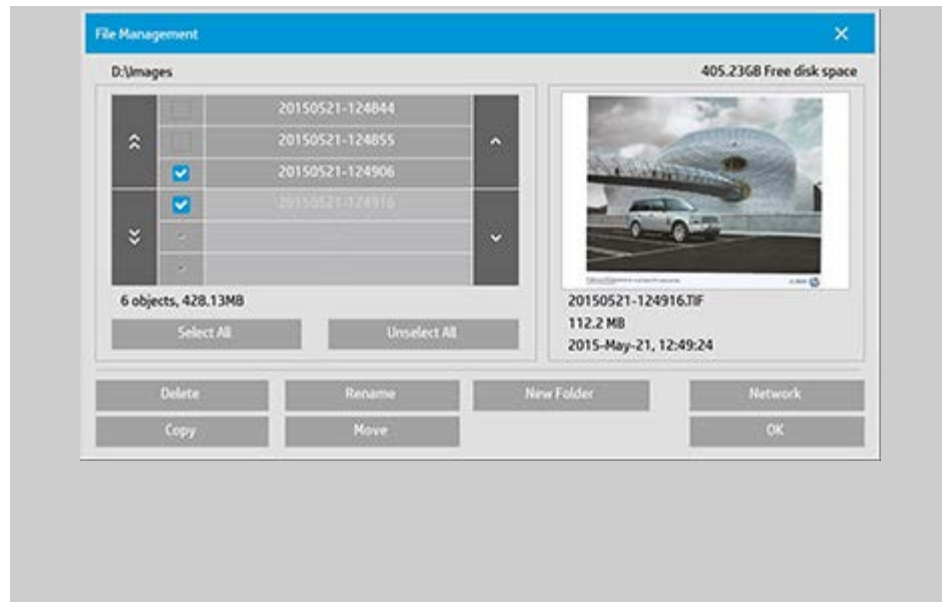 File Management
D:\Images
405.23GB Free disk space
20150521-124844
20150521-124855
20150521-124906
20150521-124916
6 objects, 428.13MB
Select All
Unselect All
20150521-124916.TIF
112.2 MB
2015-May-21, 12:49:24
Delete
Rename
New Folder
Network
Copy
Move
OK